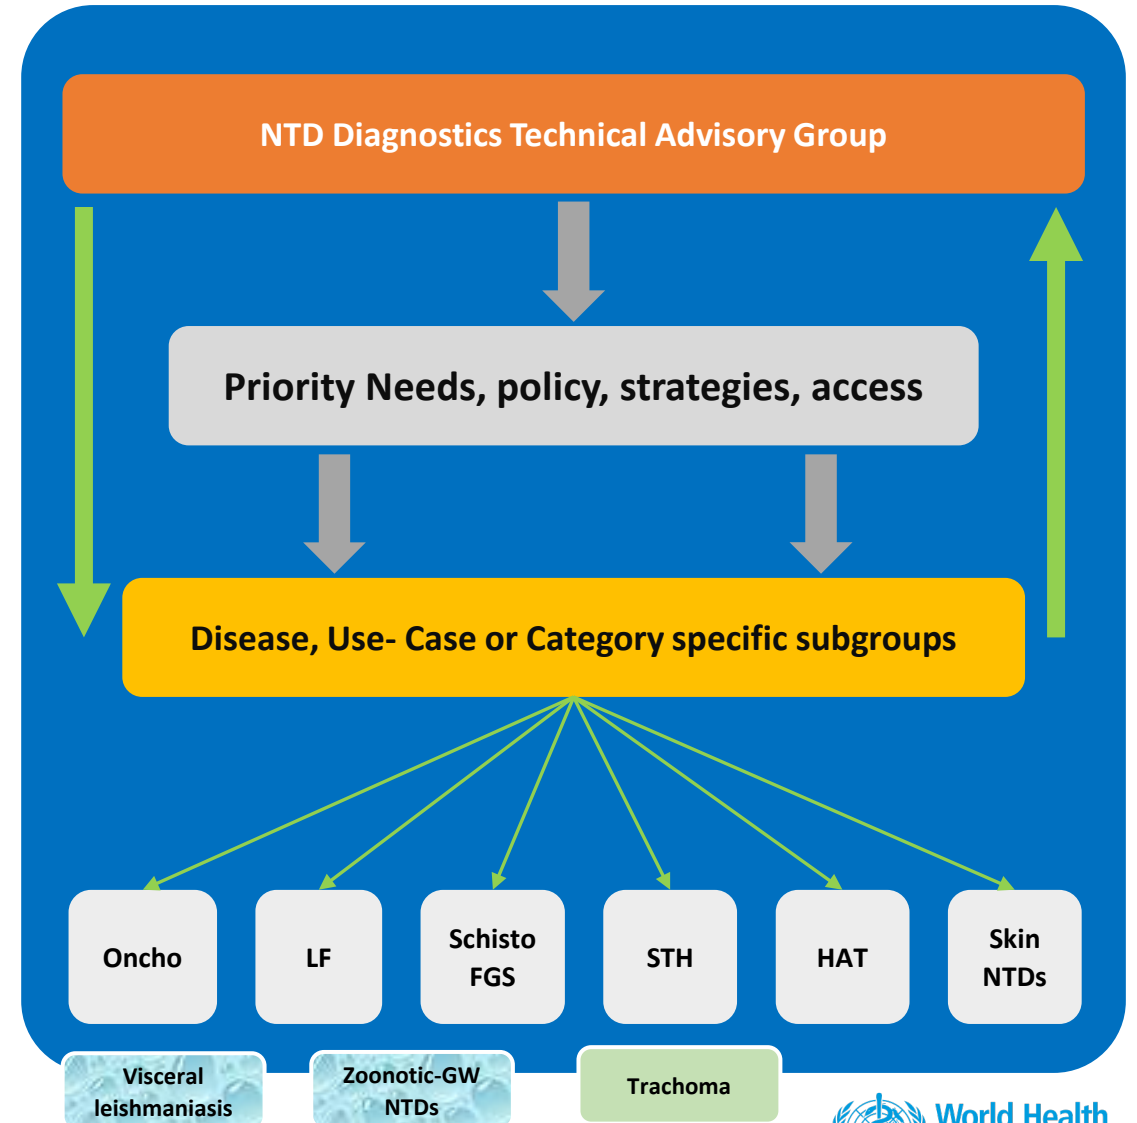 NTD Diagnostics Technical Advisory Group
Priority Needs, policy, strategies, access
Disease, Use- Case or Category specific subgroups
Oncho
LF
Schisto
FGS
STH
HAT
Skin
NTDs
Visceral
leishmaniasis
Zoonotic-GW
NTDs
Trachoma
World Health